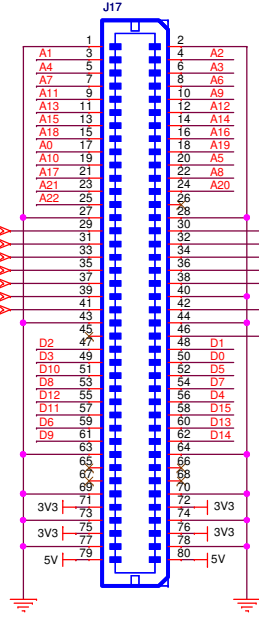 J17
1 2
A1 3 4 A2
A4 5 6 A3
A7 7 8 A6
A11 9 10 A9
A13 11 12 A12
A15 13 14 A14
A18 15 16 A16
A0 17 18 A19
A10 19 20 A5
A17 21 22 A8
A21 23 24 A20
A22 25 26
27 28
29 30
31 32
33 34
35 36
37 38
39 40
41 42
43 44
45 46
D2 47 48 D1
D3 49 50 D0
D10 51 52 D5
D8 53 54 D7
D12 55 56 D4
D11 57 58 D15
D6 59 60 D13
D9 61 62 D14
63 64
65 66
67 68
69 70
3V3 71 72 3V3
73 74
3V3 75 76 3V3
77 78
5V 79 80 5V